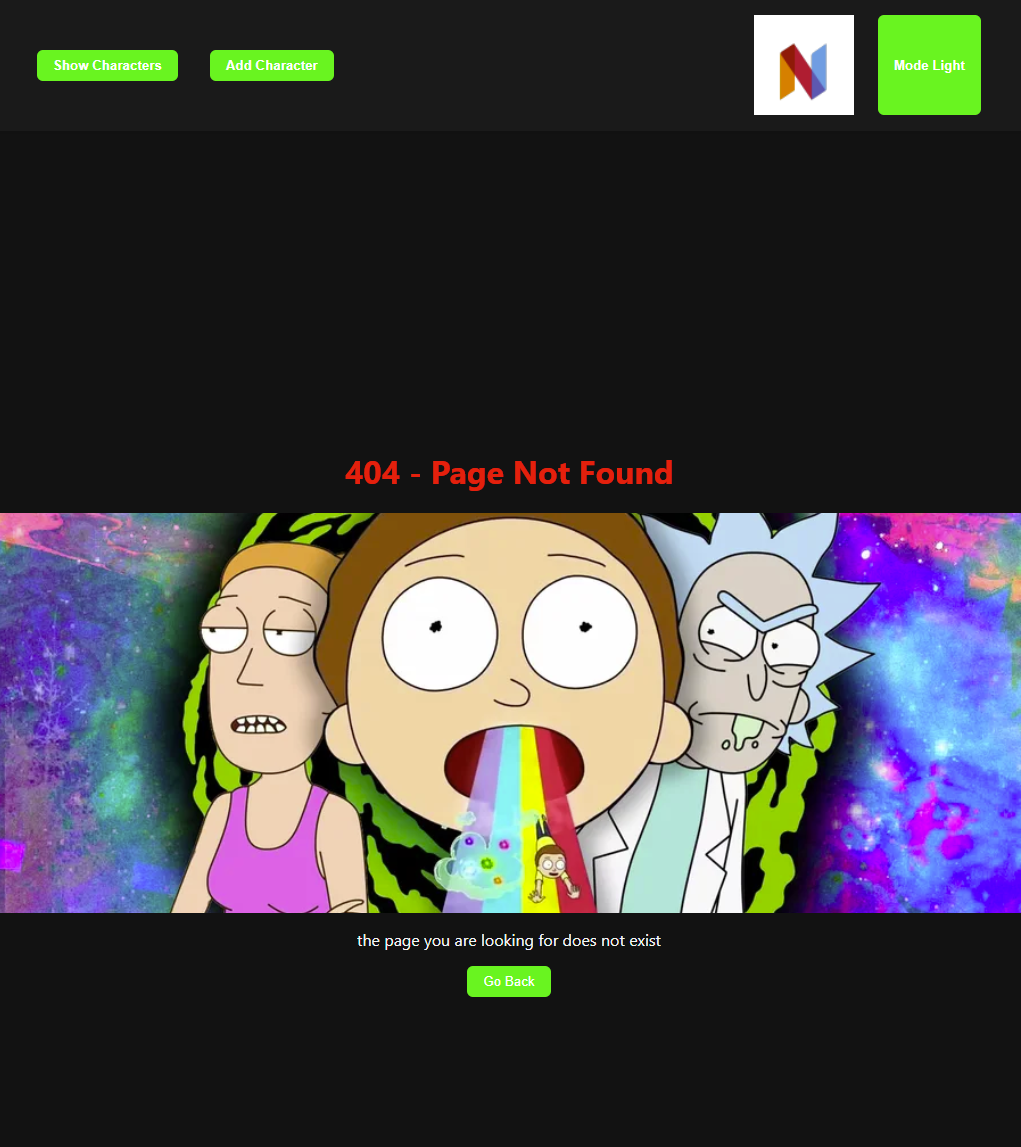 Show Characters
Add Character
N
Mode Light
404 - Page Not Found
the page you are looking for does not exist
Go Back